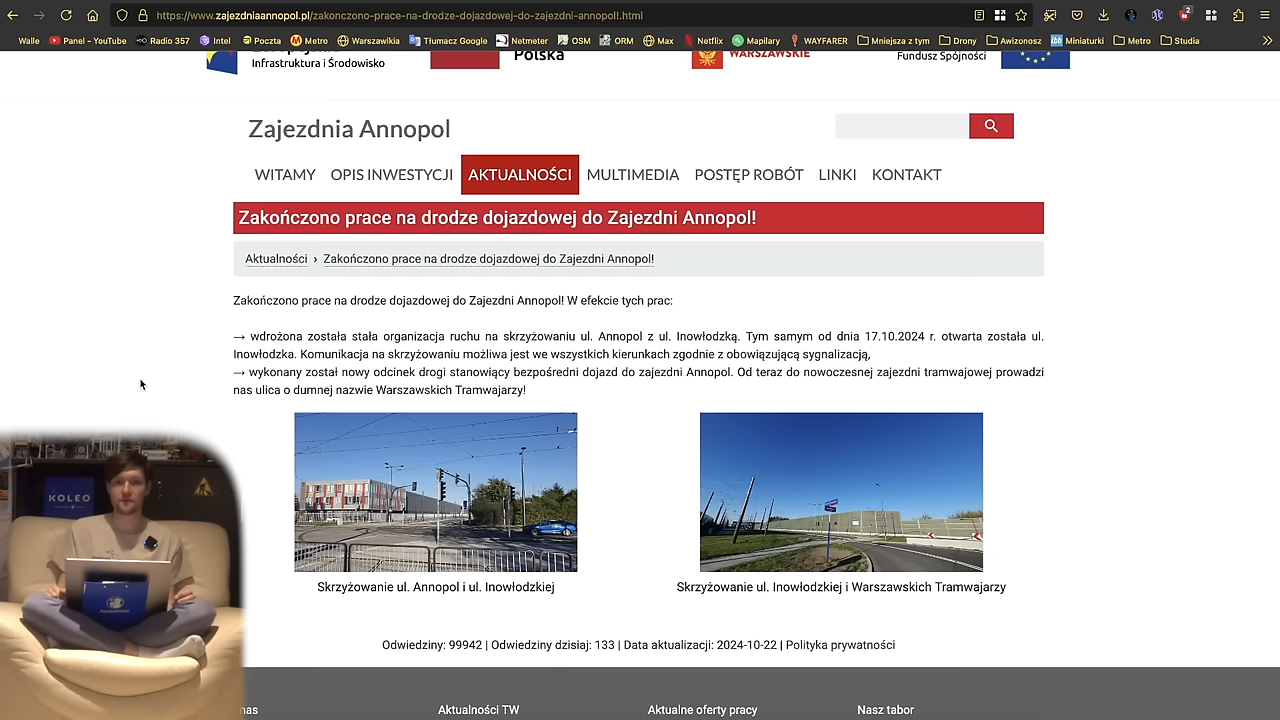 https://www.zajezdniaannopol.pl/zakonczono-prace-na-drodze-dojazdowej-do-zajezdni-annopol!.html
2
Walle Panel - YouTube Radio 357 Intel Poczta Metro Warszawikia Tłumacz Google Netmeter OSM ORM Max Netflix Mapilary WAYFARER Mniejsza z tym Drony Awizonosz Miniaturki Metro Studia
Infrastruktura i Środowisko
Polska
WARSZAWSKIE
Fundusz Spójności
Zajezdnia Annopol
WITAMY OPIS INWESTYCJI AKTUALNOŚCI MULTIMEDIA POSTĘP ROBÓT LINKI KONTAKT
Zakończono prace na drodze dojazdowej do Zajezdni Annopol!
Aktualności › Zakończono prace na drodze dojazdowej do Zajezdni Annopol!
Zakończono prace na drodze dojazdowej do Zajezdni Annopol! W efekcie tych prac:
→ wdrożona została stała organizacja ruchu na skrzyżowaniu ul. Annopol z ul. Inowłodzką. Tym samym od dnia 17.10.2024 r. otwarta została ul.
Inowłodzka. Komunikacja na skrzyżowaniu możliwa jest we wszystkich kierunkach zgodnie z obowiązującą sygnalizacją,
→ wykonany został nowy odcinek drogi stanowiący bezpośredni dojazd do zajezdni Annopol. Od teraz do nowoczesnej zajezdni tramwajowej prowadzi
nas ulica o dumnej nazwie Warszawskich Tramwajarzy!
KOLEO
Skrzyżowanie ul. Annopol i ul. Inowłodzkiej
Skrzyżowanie ul. Inowłodzkiej i Warszawskich Tramwajarzy
Odwiedziny: 99942 | Odwiedziny dzisiaj: 133 | Data aktualizacji: 2024-10-22 | Polityka prywatności
nas
Aktualności TW
Aktualne oferty pracy
Nasz tabor